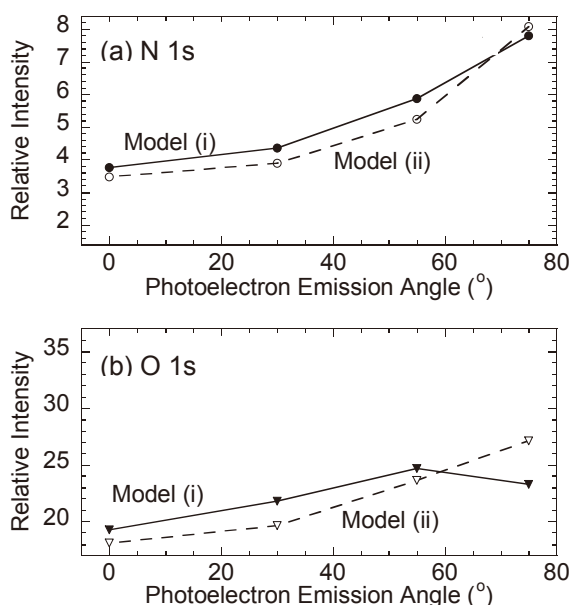 8
(a) N 1s
7
6
5
Model (i)
4
Model (ii)
3
2
Relative Intensity
0 20 40 60 80
Photoelectron Emission Angle (°)
35
(b) O 1s
30
25
Model (i)
20
Model (ii)
Relative Intensity
0 20 40 60 80
Photoelectron Emission Angle (°)